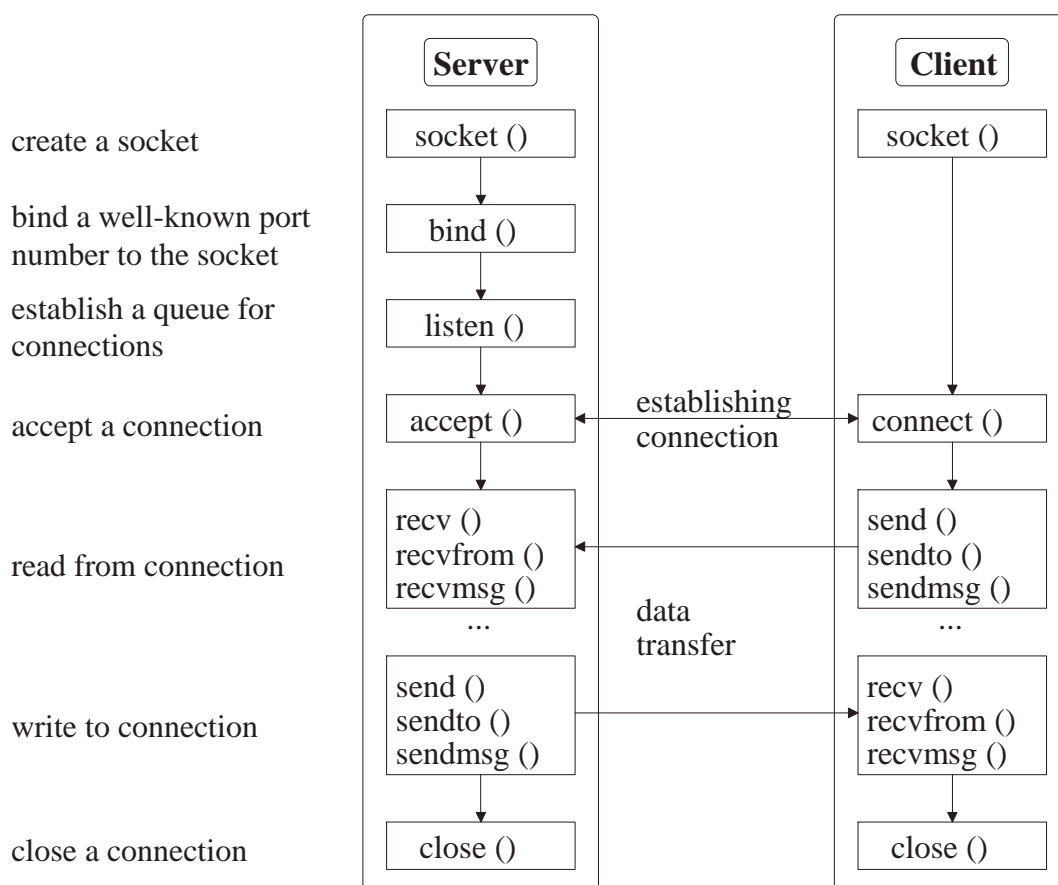 Server
Client
create a socket
socket ()
socket ()
bind a well-known port
number to the socket
bind ()
establish a queue for
connections
listen ()
accept a connection
accept ()
establishing
connection
connect ()
read from connection
recv ()
recvfrom ()
recvmsg ()
...
send ()
sendto ()
sendmsg ()
...
data
transfer
write to connection
send ()
sendto ()
sendmsg ()
recv ()
recvfrom ()
recvmsg ()
close a connection
close ()
close ()